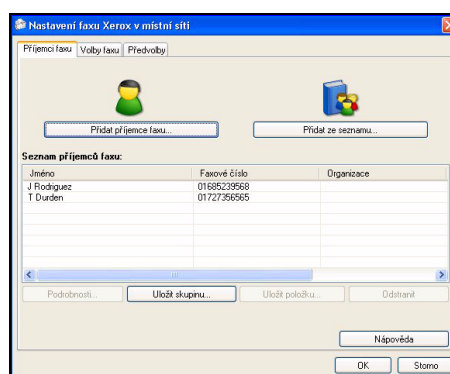 Nastavení faxu Xerox v místní síti
Příjemci faxu Volby faxu Předvolby
Přidat příjemce faxu... Přidat ze seznamu...
Seznam příjemců faxu:
Jméno Faxové číslo Organizace
J Rodriguez 01685239568
T Durden 01727356565
Podrobnosti... Uložit skupinu... Uložit položku... Odstranit
Nápověda
OK Storno